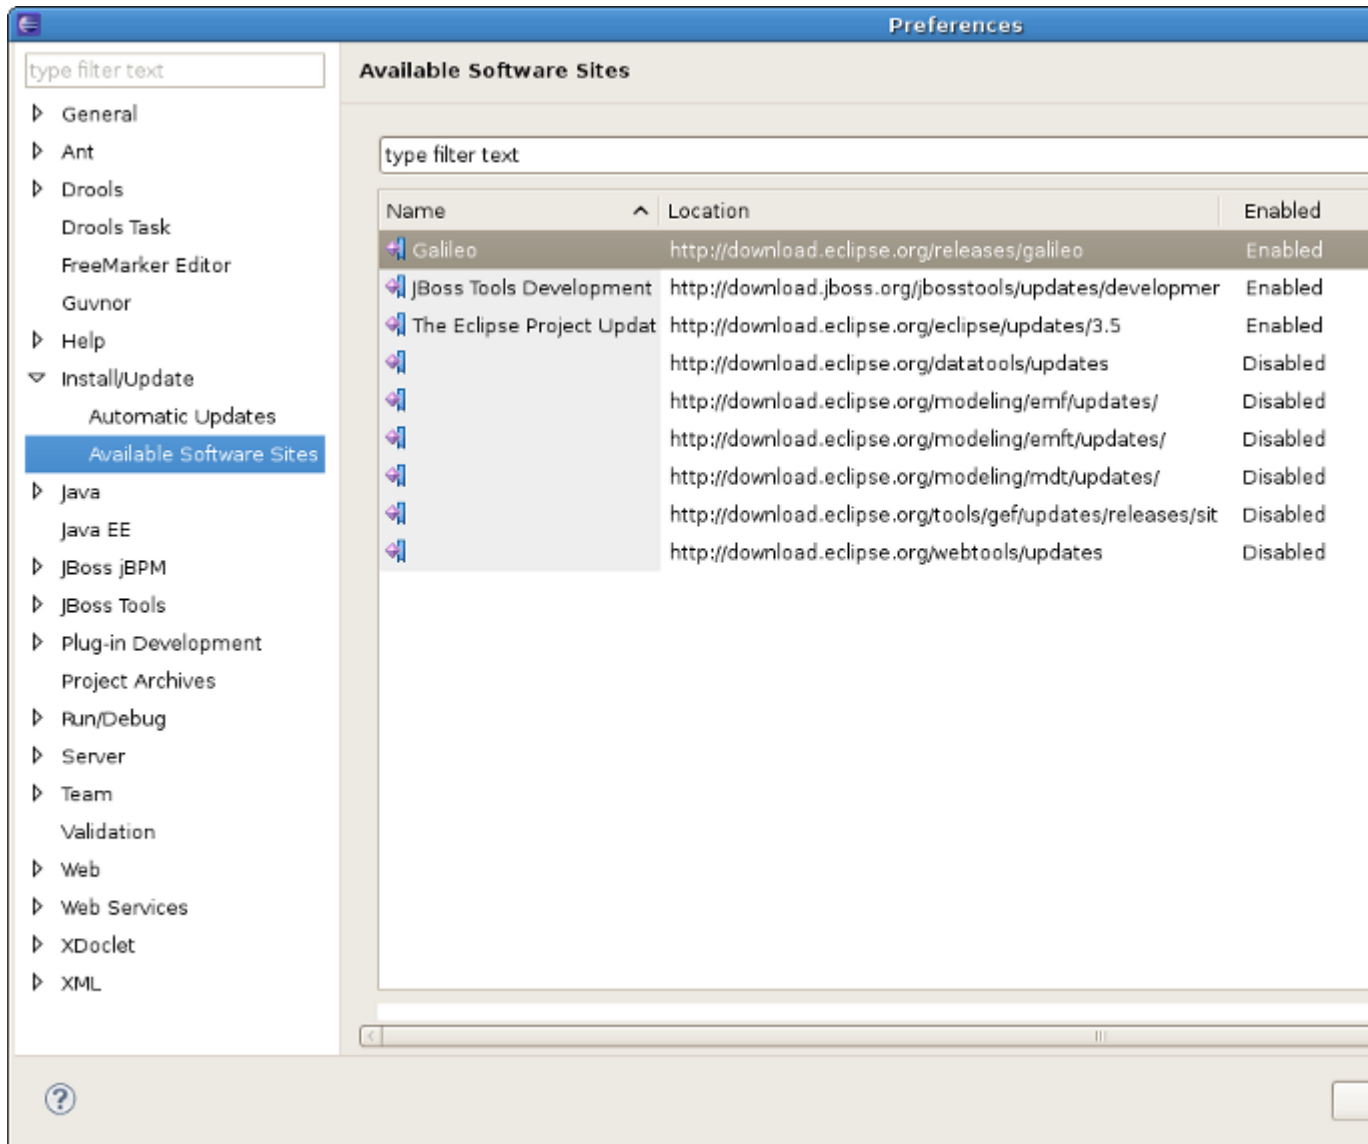 Preferences
type filter text
General
Ant
Drools
Drools Task
FreeMarker Editor
Guvnor
Help
Install/Update
Automatic Updates
Available Software Sites
Java
Java EE
JBoss jBPM
JBoss Tools
Plug-in Development
Project Archives
Run/Debug
Server
Team
Validation
Web
Web Services
XDoclet
XML
Available Software Sites
type filter text
Name Location Enabled
Galileo http://download.eclipse.org/releases/galileo Enabled
JBoss Tools Development http://download.jboss.org/jbosstools/updates/developmer Enabled
The Eclipse Project Updat http://download.eclipse.org/eclipse/updates/3.5 Enabled
http://download.eclipse.org/datatools/updates Disabled
http://download.eclipse.org/modeling/emf/updates/ Disabled
http://download.eclipse.org/modeling/emft/updates/ Disabled
http://download.eclipse.org/modeling/mdt/updates/ Disabled
http://download.eclipse.org/tools/gef/updates/releases/sit Disabled
http://download.eclipse.org/webtools/updates Disabled
?